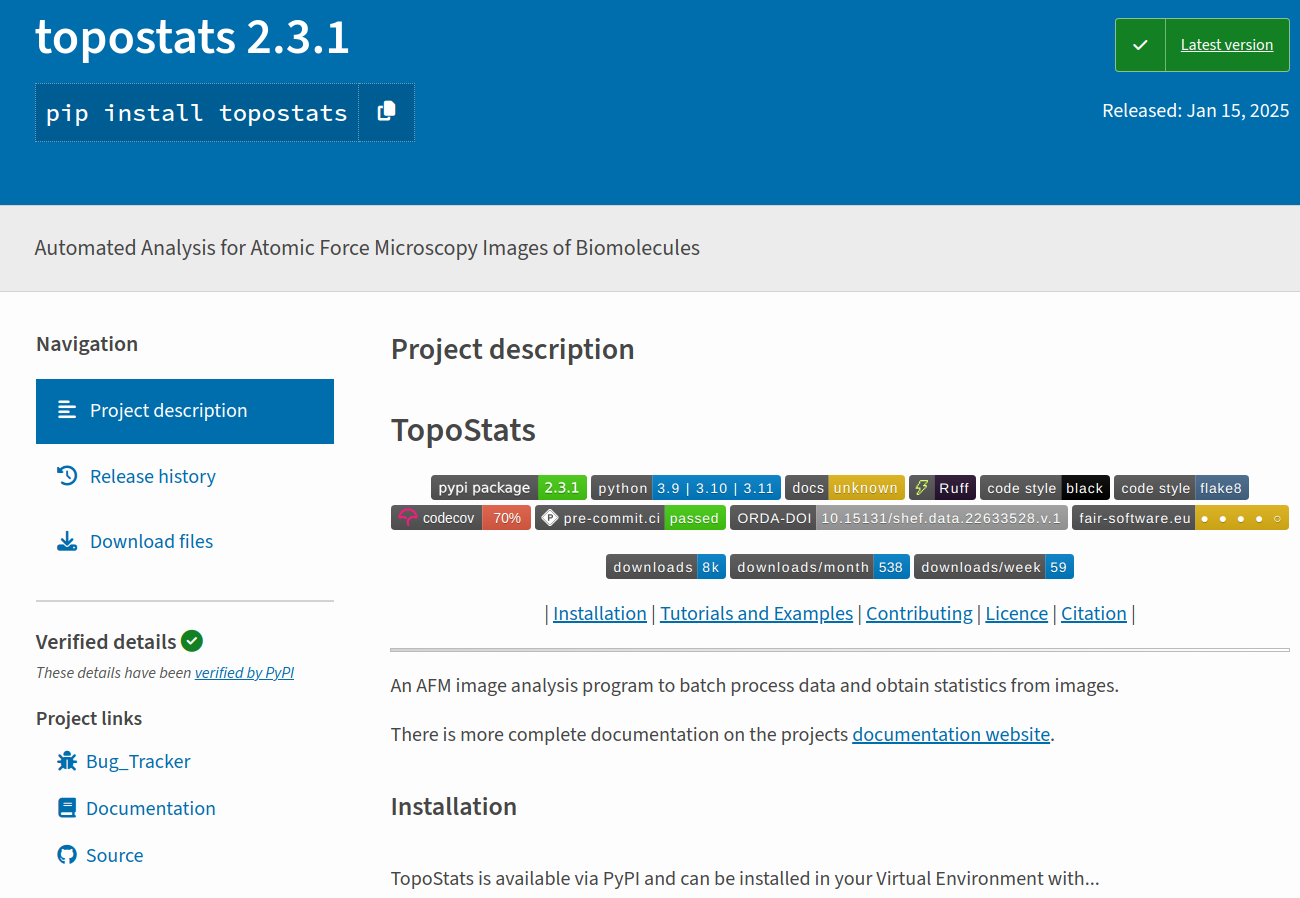 topostats 2.3.1
Latest version
pip install topostats
Released: Jan 15, 2025
Automated Analysis for Atomic Force Microscopy Images of Biomolecules
Navigation
Project description
Release history
Download files
Verified details
These details have been verified by PyPI
Project links
Bug_Tracker
Documentation
Source
Project description
TopoStats
pypi package 2.3.1 python 3.9 | 3.10 | 3.11 docs unknown Ruff code style black code style flake8
codecov 70% pre-commit.ci passed ORDA-DOI 10.15131/shef.data.22633528.v.1 fair-software.eu ● ● ● ● ○
downloads 8k downloads/month 538 downloads/week 59
| Installation | Tutorials and Examples | Contributing | Licence | Citation |
An AFM image analysis program to batch process data and obtain statistics from images.
There is more complete documentation on the projects documentation website.
Installation
TopoStats is available via PyPI and can be installed in your Virtual Environment with...